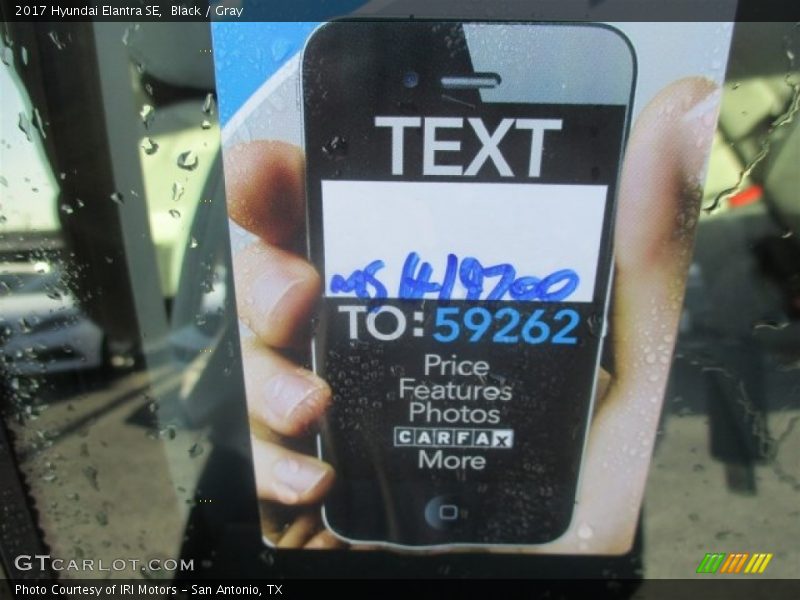 2017 Hyundai Elantra SE, Black / Gray
TEXT
TO: 59262
Price
Features
Photos
CARFAX
More
GTCARLOT.COM
Photo Courtesy of IRI Motors - San Antonio, TX